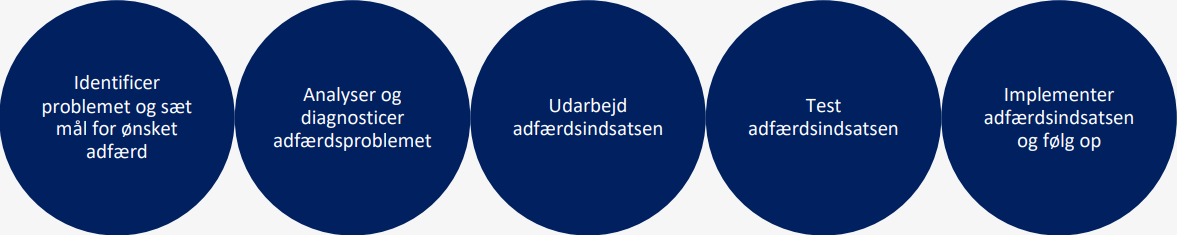 Identificer
problemet og sæt
mål for ønsket
adfærd
Analyser og
diagnosticer
adfærdsproblemet
Udarbejd
adfærdsindsatsen
Test
adfærdsindsatsen
Implementer
adfærdsindsatsen
og følg op